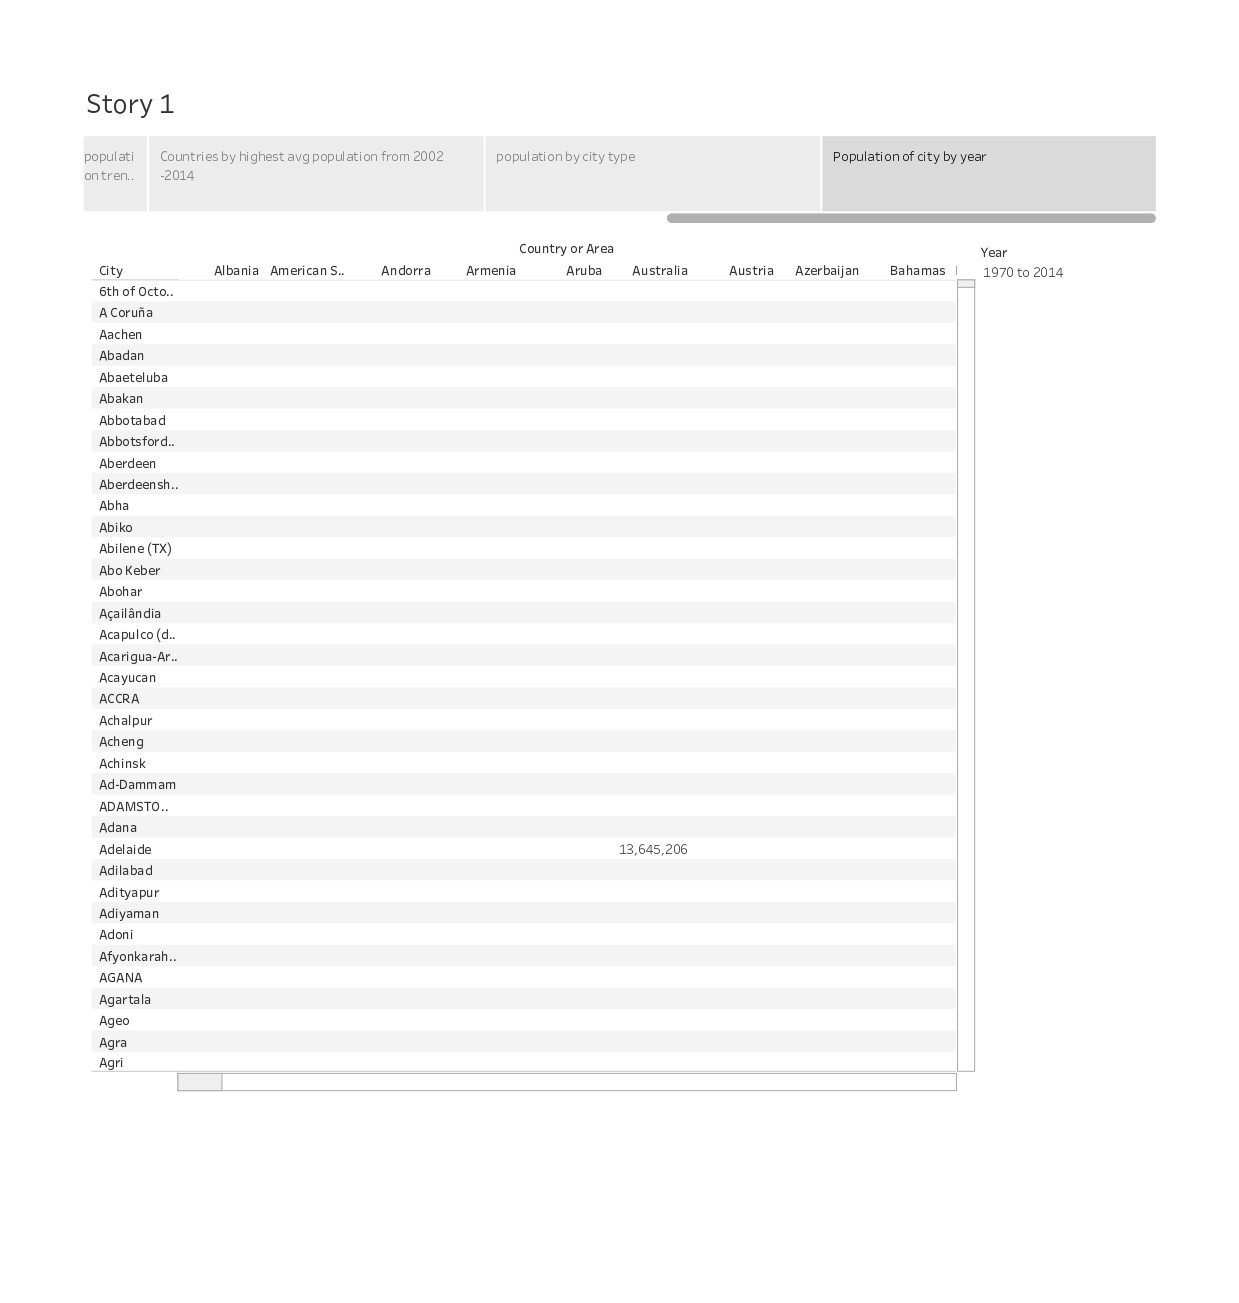 Story 1
populati
on tren..
Countries by highest avg population from 2002
-2014
population by city type
Population of city by year
Country or Area
Year
City Albania American S.. Andorra Armenia Aruba Australia Austria Azerbaijan Bahamas
1970 to 2014
6th of Octo..
A Coruña
Aachen
Abadan
Abaeteluba
Abakan
Abbotabad
Abbotsford..
Aberdeen
Aberdeensh..
Abha
Abiko
Abilene (TX)
Abo Keber
Abohar
Açailândia
Acapulco (d..
Acarigua-Ar..
Acayucan
ACCRA
Achalpur
Acheng
Achinsk
Ad-Dammam
ADAMSTO..
Adana
Adelaide 13,645,206
Adilabad
Adityapur
Adiyaman
Adoni
Afyonkarah..
AGANA
Agartala
Ageo
Agra
Agri